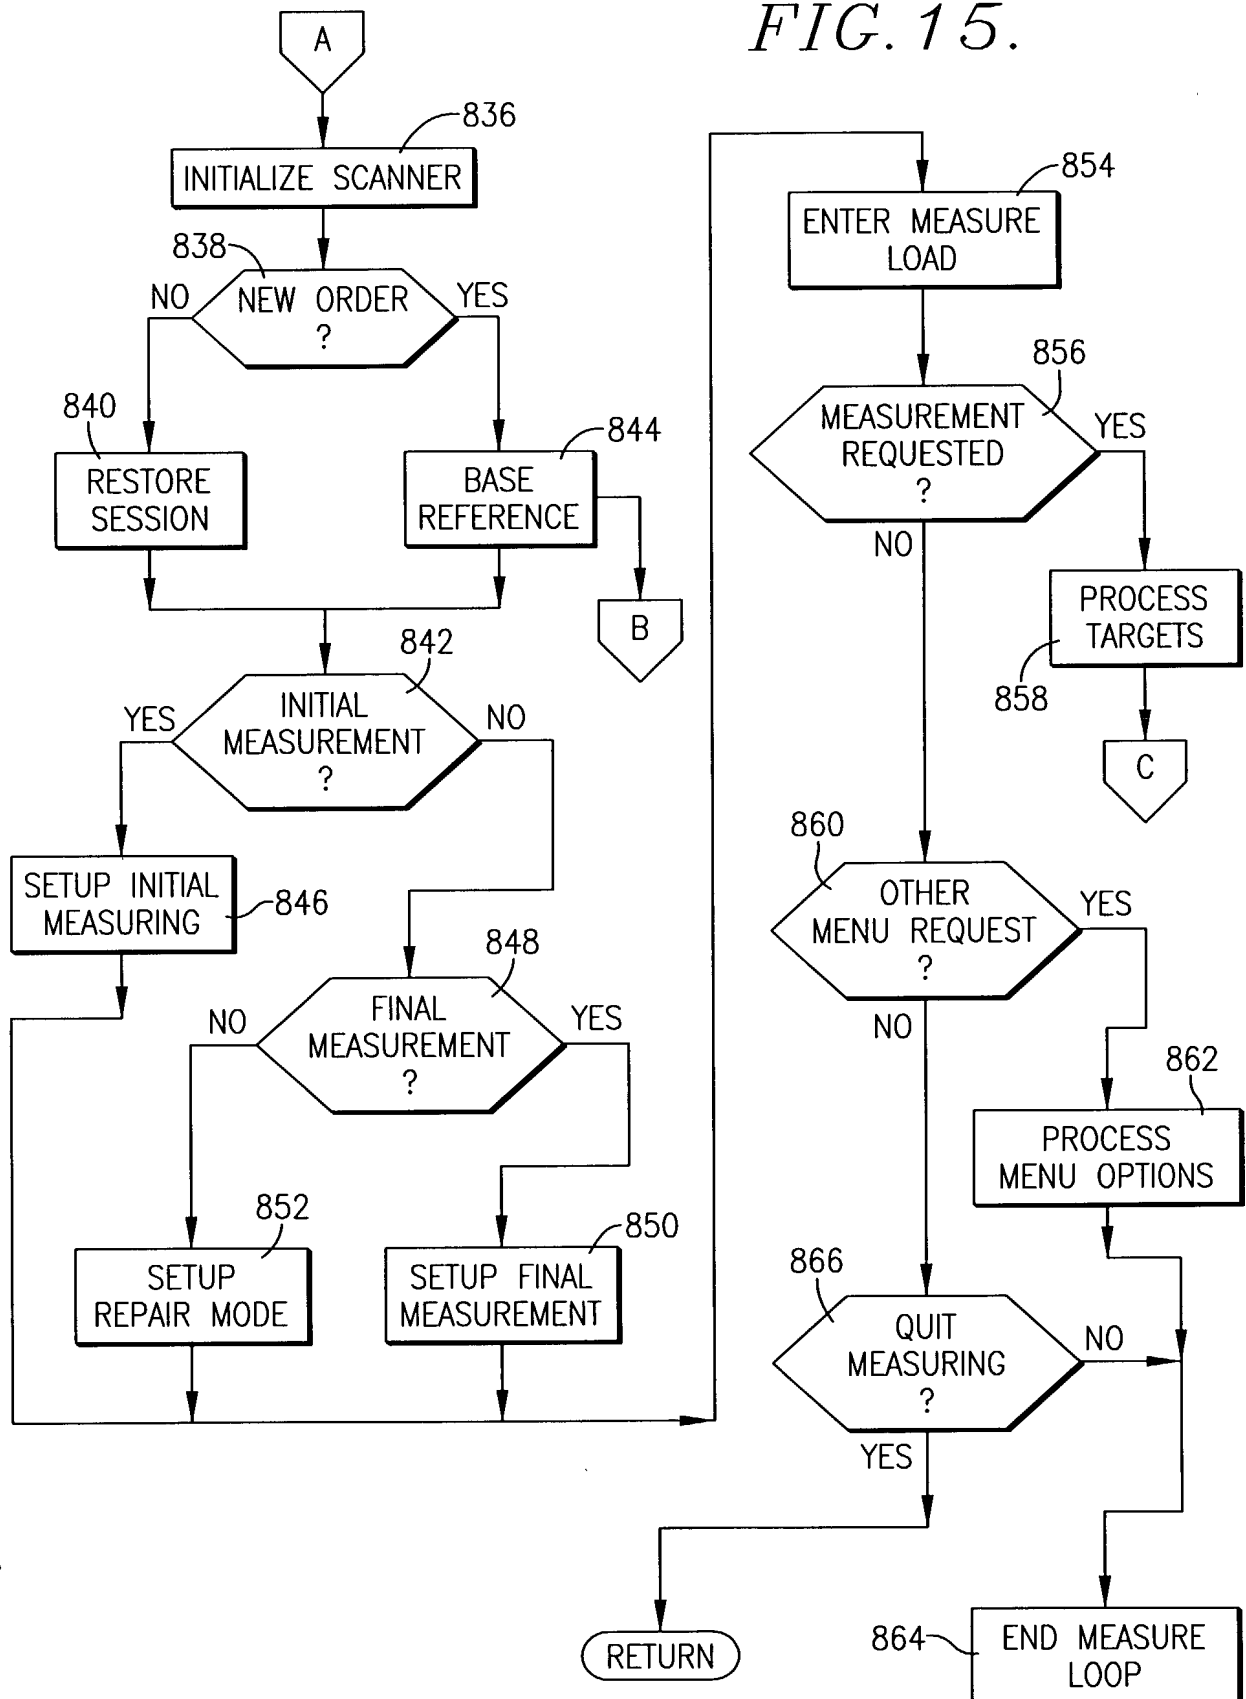 FIG. 15.
A
836
INITIALIZE SCANNER
838
NEW ORDER
?
NO
YES
840
RESTORE
SESSION
844
BASE
REFERENCE
B
842
INITIAL
MEASUREMENT
?
YES
NO
SETUP INITIAL
MEASURING
846
848
FINAL
MEASUREMENT
?
NO
YES
852
SETUP
REPAIR MODE
850
SETUP FINAL
MEASUREMENT
854
ENTER MEASURE
LOAD
856
MEASUREMENT
REQUESTED
?
YES
NO
PROCESS
TARGETS
858
C
860
OTHER
MENU REQUEST
?
YES
NO
862
PROCESS
MENU OPTIONS
866
QUIT
MEASURING
?
NO
YES
RETURN
864
END MEASURE
LOOP